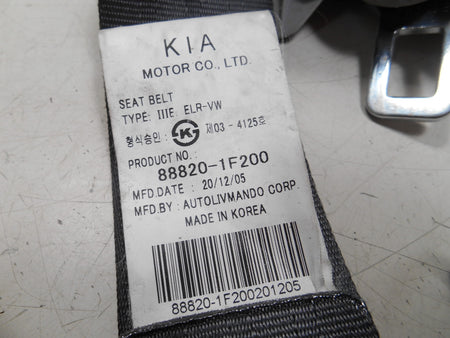 KIA
MOTOR CO., LTD.
SEAT BELT
TYPE: IIIE. ELR-VW
형식승인 : K 제03 - 4125호
PRODUCT NO.:
88820-1F200
MFD.DATE : 20/12/05
MFD.BY : AUTOLIVMANDO CORP.
MADE IN KOREA
88820-1F200201205